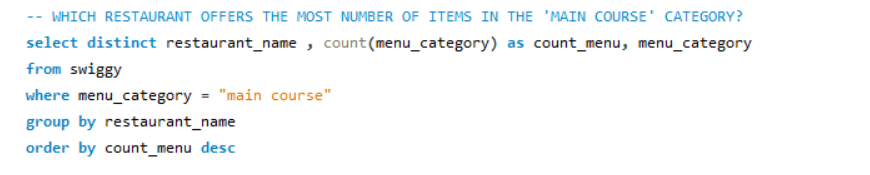 -- WHICH RESTAURANT OFFERS THE MOST NUMBER OF ITEMS IN THE 'MAIN COURSE' CATEGORY?
select distinct restaurant_name , count(menu_category) as count_menu, menu_category
from swiggy
where menu_category = "main course"
group by restaurant_name
order by count_menu desc